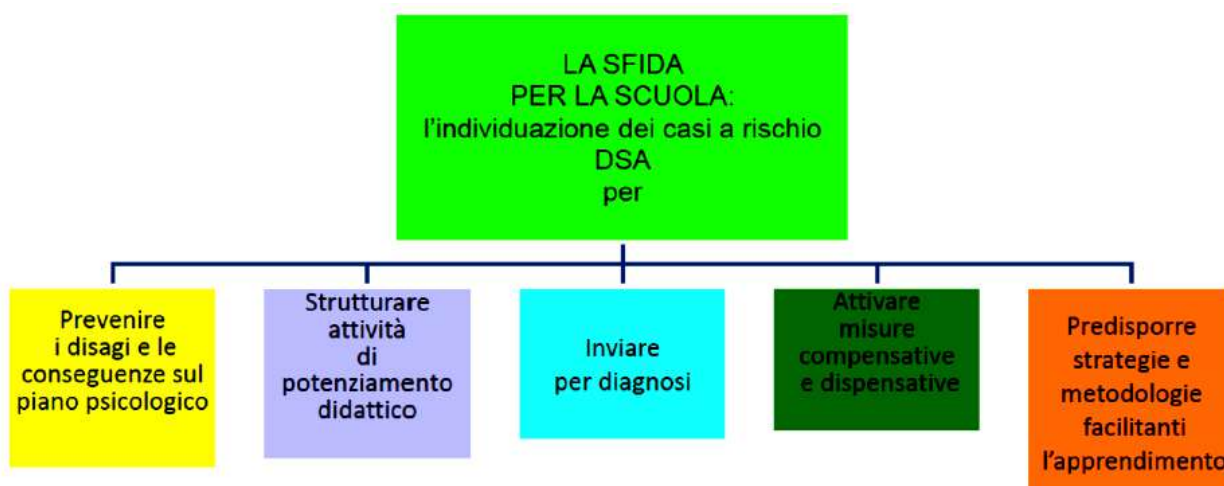 LA SFIDA
PER LA SCUOLA:
l'individuazione dei casi a rischio
DSA
per
Prevenire
i disagi e le
conseguenze sul
piano psicologico
Strutturare
attività
di
potenziamento
didattico
Inviare
per diagnosi
Attivare
misure
compensative
e dispensative
Predisporre
strategie e
metodologie
facilitanti
l'apprendimento